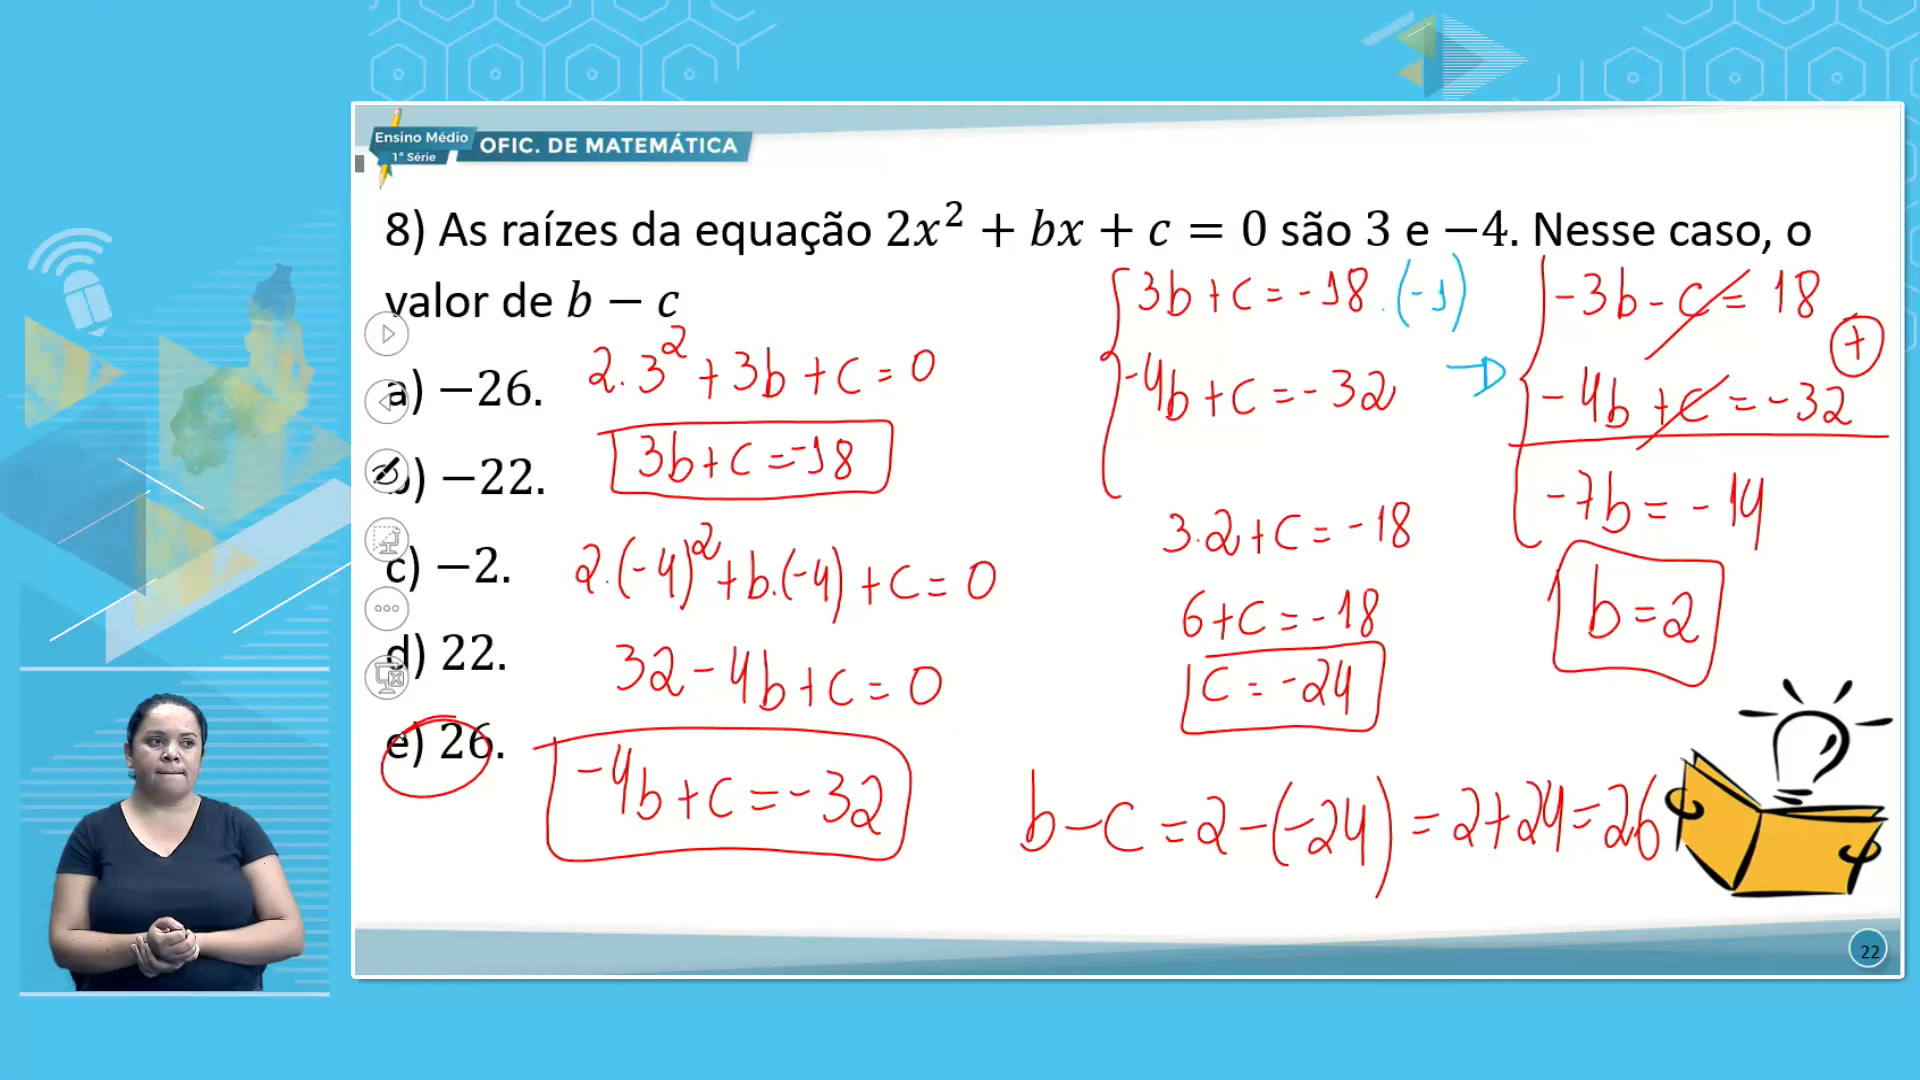 Ensino Médio
1ª Série
OFIC. DE MATEMÁTICA
8) As raízes da equação 2x² + bx + c = 0 são 3 e −4. Nesse caso, o
valor de b − c
a) −26.
b) −22.
c) −2.
d) 22.
e) 26.
2.3² + 3b + c = 0
3b + c = -18
2.(-4)² + b.(-4) + c = 0
32 - 4b + c = 0
-4b + c = -32
3b + c = -18 .(-1)
-4b + c = -32
-3b - c = 18
+
-4b + c = -32
-7b = -14
b = 2
3.2 + c = -18
6 + c = -18
c = -24
b - c = 2 - (-24) = 2 + 24 = 26
22